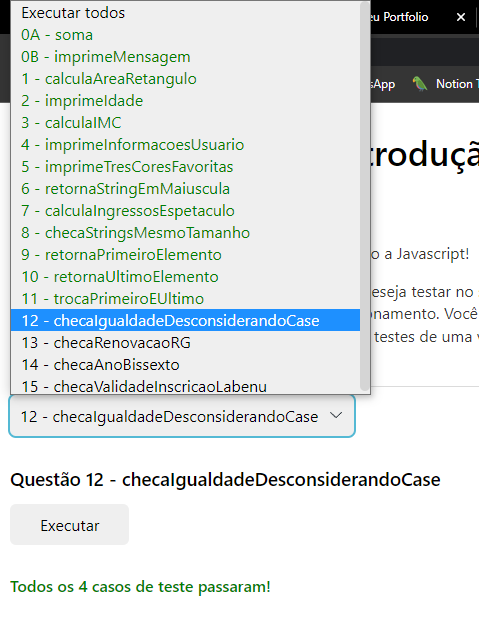 Executar todos
eu Portfolio
0A - soma
0B - imprimeMensagem
1 - calculaAreaRetangulo
Notion
2 - imprimeIdade
3 - calculaIMC
4 - imprimeInformacoesUsuario
5 - imprimeTresCoresFavoritas
6 - retornaStringEmMaiuscula
7 - calculaIngressosEspetaculo
8 - checaStringsMesmoTamanho
9 - retornaPrimeiroElemento
o a Javascript!
10 - retornaUltimoElemento
11 - trocaPrimeiroEUltimo
eseja testar no
12 - checaIgualdadeDesconsiderandoCase
onamento. Você
13 - checaRenovacaoRG
testes de uma
14 - checaAnoBissexto
15 - checaValidadeInscricaoLabenu
12 - checaIgualdadeDesconsiderandoCase
Questão 12 - checaIgualdadeDesconsiderandoCase
Executar
Todos os 4 casos de teste passaram!